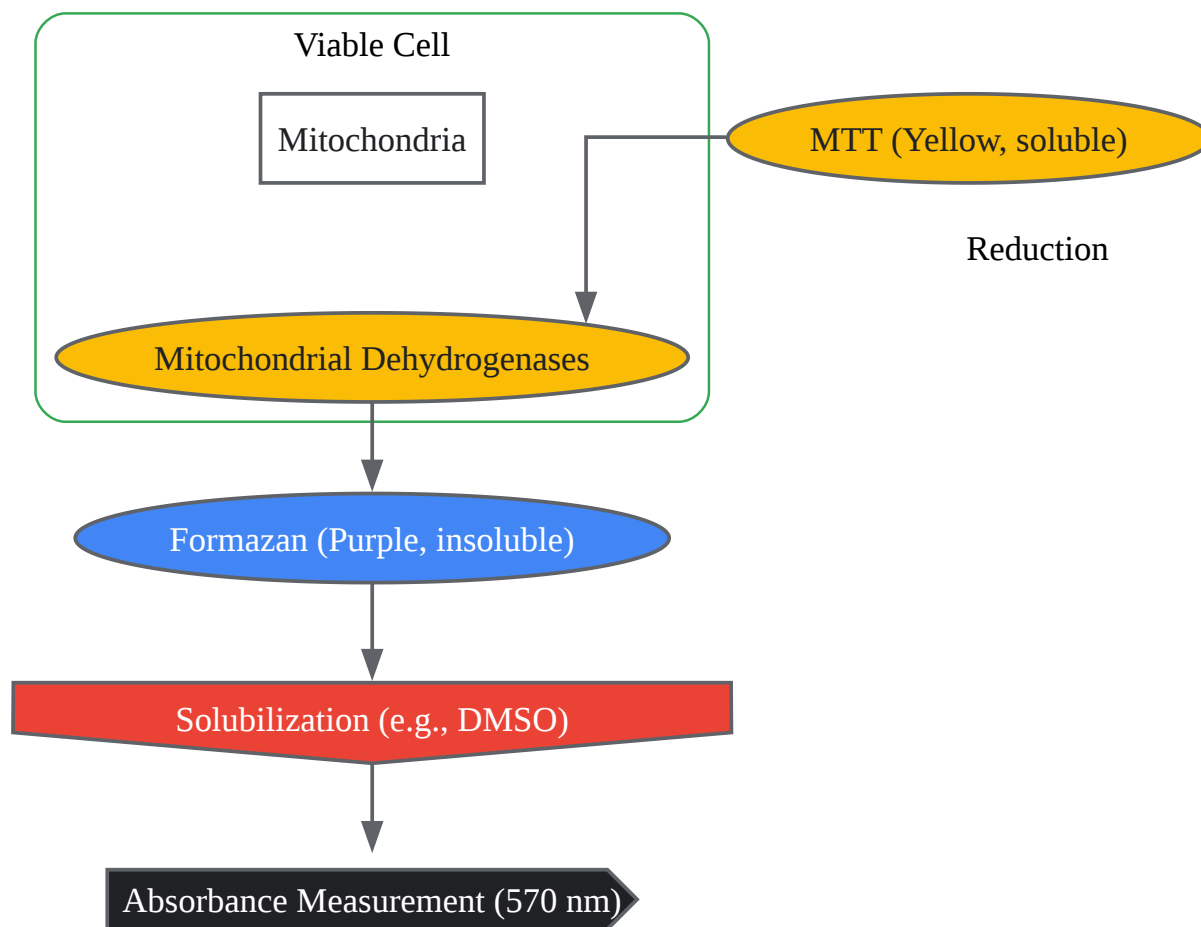 Viable Cell
Mitochondria
MTT (Yellow, soluble)
Reduction
Mitochondrial Dehydrogenases
Formazan (Purple, insoluble)
Solubilization (e.g., DMSO)
Absorbance Measurement (570 nm)